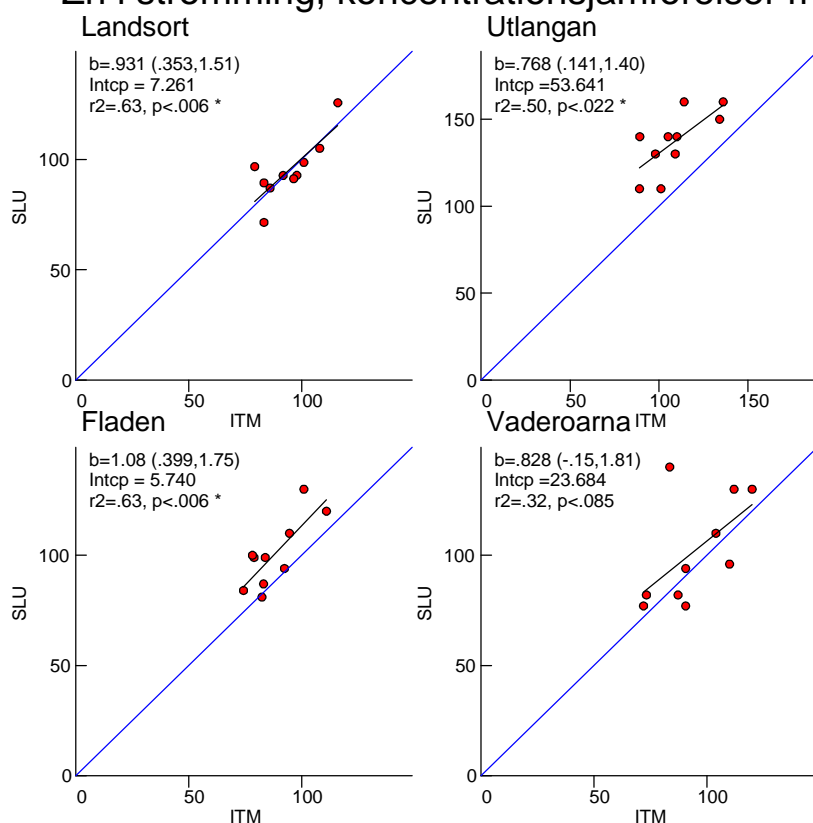 i strömming, koncentrationsjämförelser
Landsort
b=.931 (.353,1.51)
Intcp = 7.261
r2=.63, p<.006 *
SLU
100
50
0
0 50 100
ITM
Utlangan
b=.768 (.141,1.40)
Intcp =53.641
r2=.50, p<.022 *
SLU
150
100
50
0
0 50 100 150
ITM
Fladen
b=1.08 (.399,1.75)
Intcp = 5.740
r2=.63, p<.006 *
SLU
100
50
0
0 50 100
ITM
Vaderoarna
b=.828 (-.15,1.81)
Intcp=23.684
r2=.32, p<.085
SLU
100
50
0
0 50 100
ITM